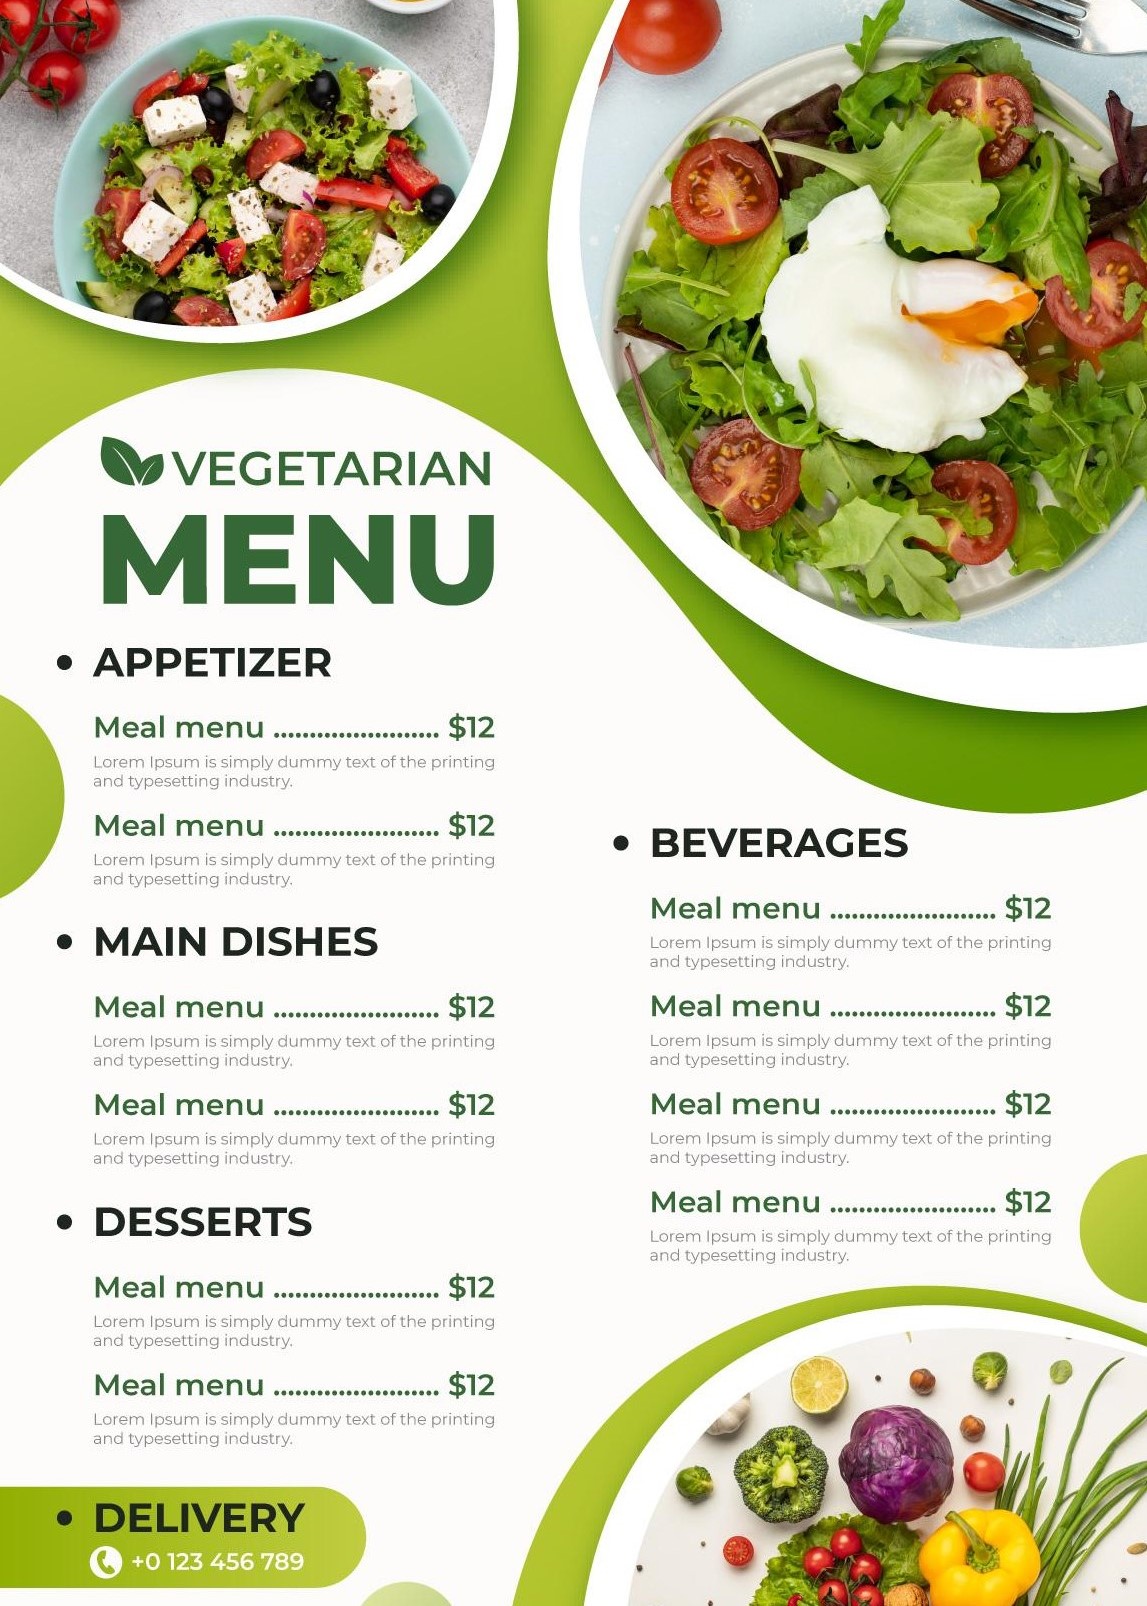 VEGETARIAN
MENU
• APPETIZER
Meal menu ....................... $12
Lorem Ipsum is simply dummy text of the printing
and typesetting industry.
Meal menu ....................... $12
Lorem Ipsum is simply dummy text of the printing
and typesetting industry.
• MAIN DISHES
Meal menu ....................... $12
Lorem Ipsum is simply dummy text of the printing
and typesetting industry.
Meal menu ....................... $12
Lorem Ipsum is simply dummy text of the printing
and typesetting industry.
• DESSERTS
Meal menu ....................... $12
Lorem Ipsum is simply dummy text of the printing
and typesetting industry.
Meal menu ....................... $12
Lorem Ipsum is simply dummy text of the printing
and typesetting industry.
• DELIVERY
+0 123 456 789
• BEVERAGES
Meal menu ....................... $12
Lorem Ipsum is simply dummy text of the printing
and typesetting industry.
Meal menu ....................... $12
Lorem Ipsum is simply dummy text of the printing
and typesetting industry.
Meal menu ....................... $12
Lorem Ipsum is simply dummy text of the printing
and typesetting industry.
Meal menu ....................... $12
Lorem Ipsum is simply dummy text of the printing
and typesetting industry.